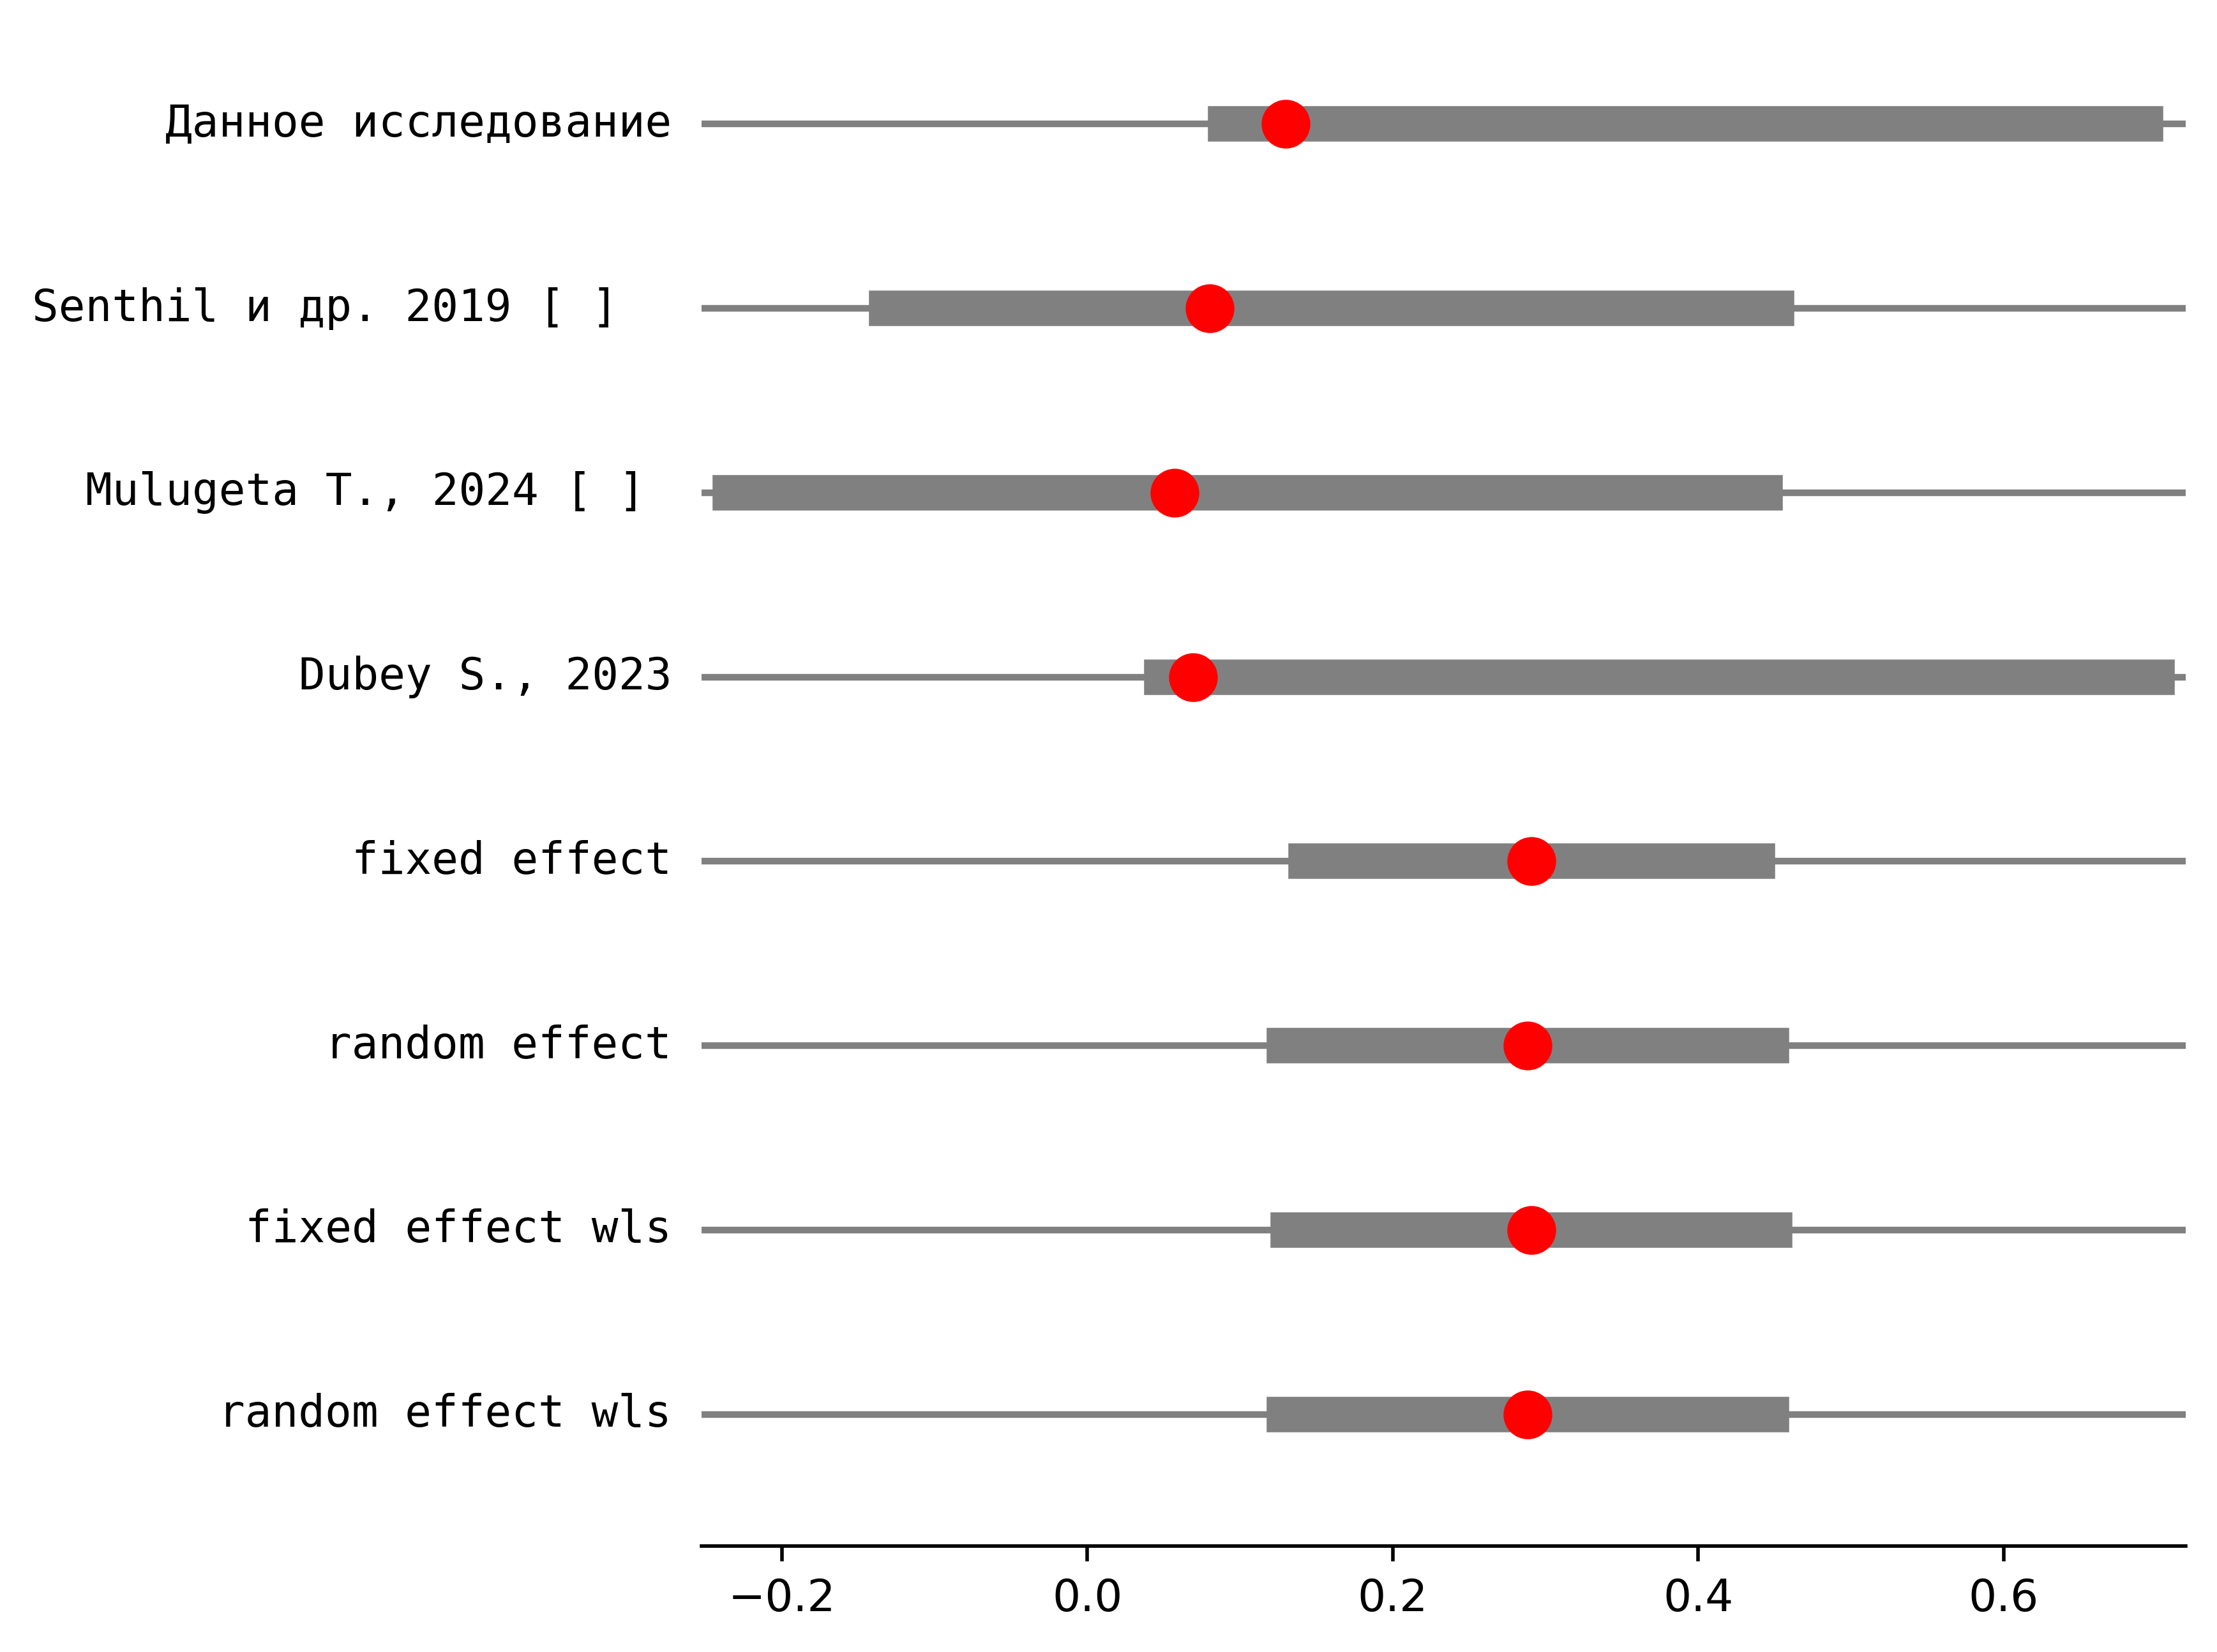 Данное исследование
Senthil и др. 2019 [ ]
Mulugeta T., 2024 [ ]
Dubey S., 2023
fixed effect
random effect
fixed effect wls
random effect wls
−0.2 0.0 0.2 0.4 0.6